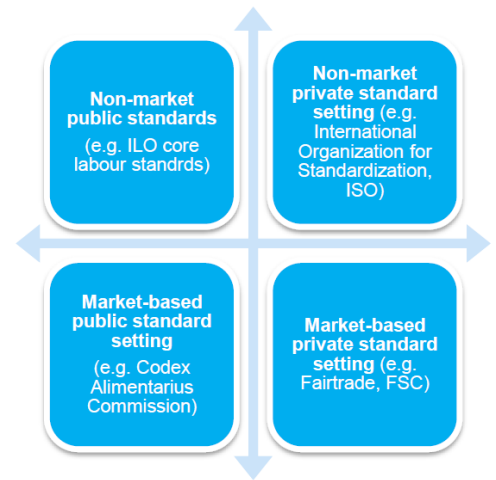 Non-market
public standards
(e.g. ILO core
labour standrds)
Non-market
private standard
setting (e.g.
International
Organization for
Standardization,
ISO)
Market-based
public standard
setting
(e.g. Codex
Alimentarius
Commission)
Market-based
private standard
setting (e.g.
Fairtrade, FSC)